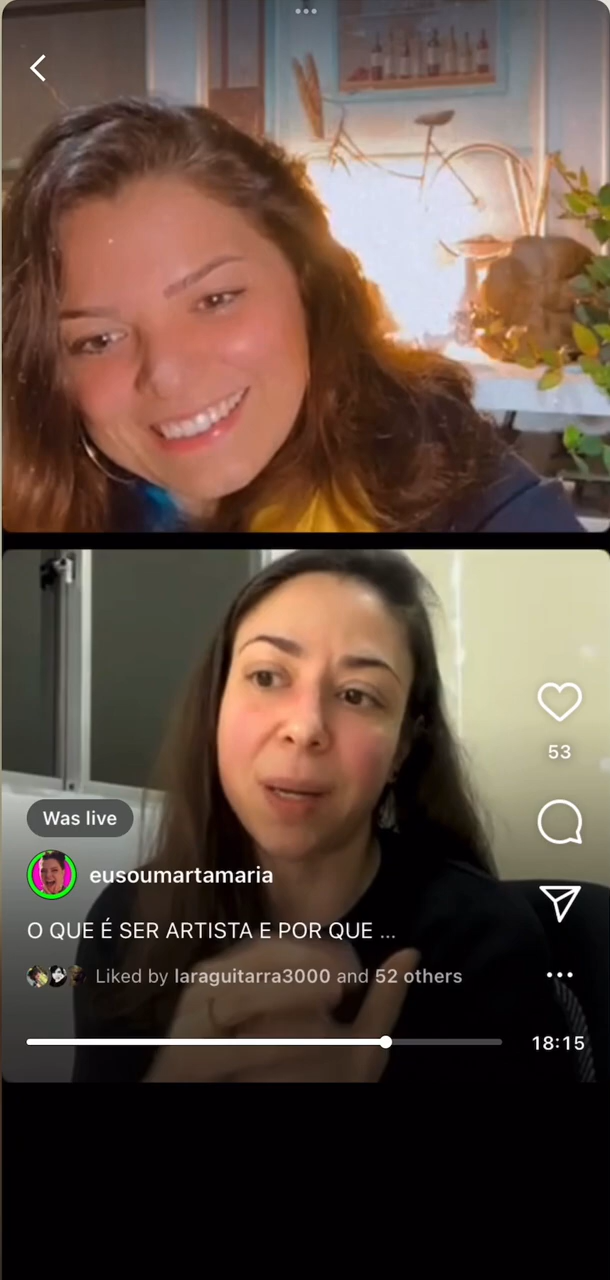 53
Was live
eusoumartamaria
O QUE É SER ARTISTA E POR QUE ...
Liked by laraguitarra3000 and 52 others
18:15